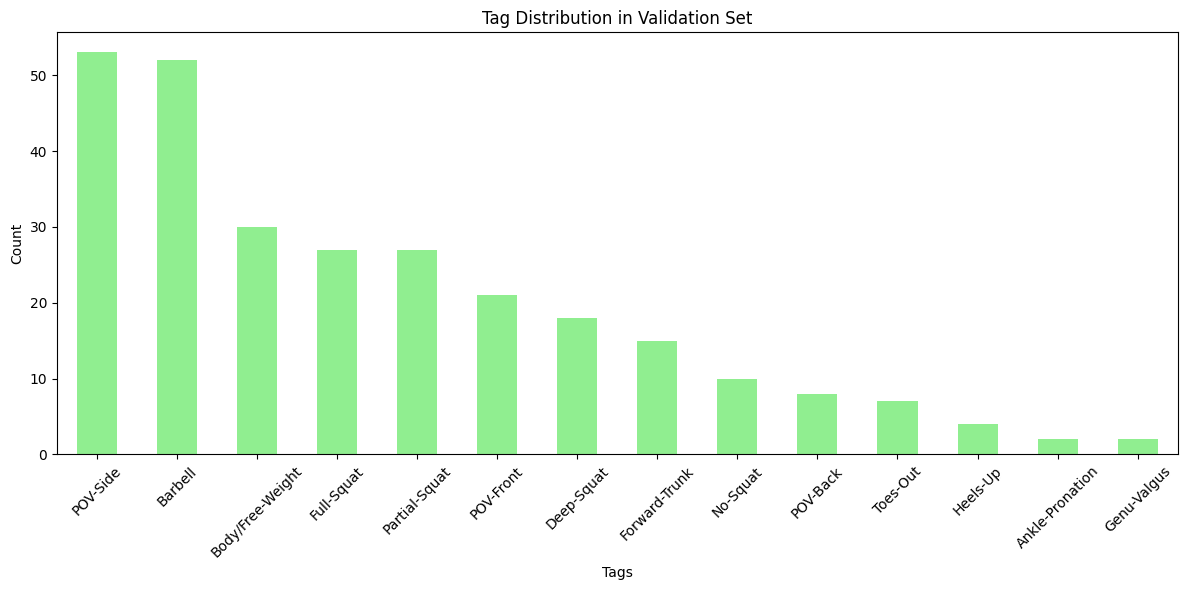 Tag Distribution in Validation Set
50
40
30
20
10
0
Count
POV-Side
Barbell
Body/Free-Weight
Full-Squat
Partial-Squat
POV-Front
Deep-Squat
Forward-Trunk
No-Squat
POV-Back
Toes-Out
Heels-Up
Ankle-Pronation
Genu-Valgus
Tags